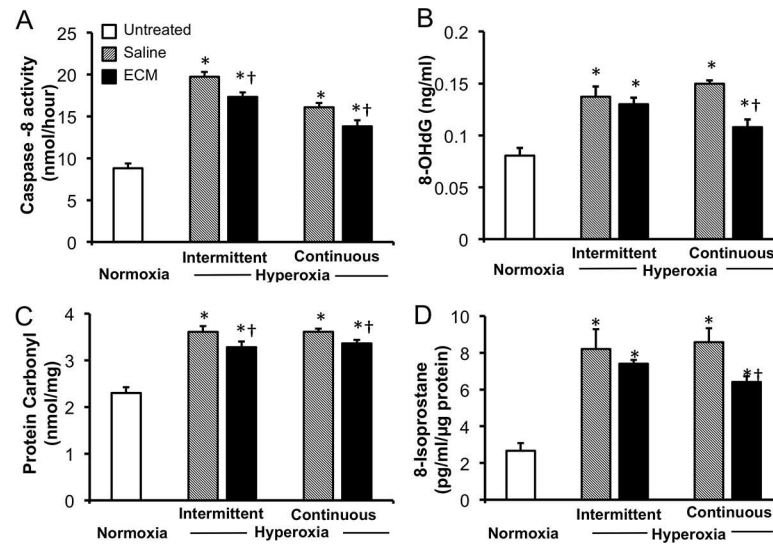 A
Untreated
Saline
ECM
Caspase -8 activity
(nmol/hour)
25
20
15
10
5
0
*
*†
*
*†
Intermittent Continuous
Normoxia Hyperoxia
B
8-OHdG (ng/ml)
0.2
0.15
0.1
0.05
0
*
*
*
*†
Intermittent Continuous
Normoxia Hyperoxia
C
Protein Carbonyl
(nmol/mg)
4
3
2
1
0
*
*†
*
*†
Intermittent Continuous
Normoxia Hyperoxia
D
8-Isoprostane
(pg/ml/µg protein)
10
8
6
4
2
0
*
*
*
*†
Intermittent Continuous
Normoxia Hyperoxia